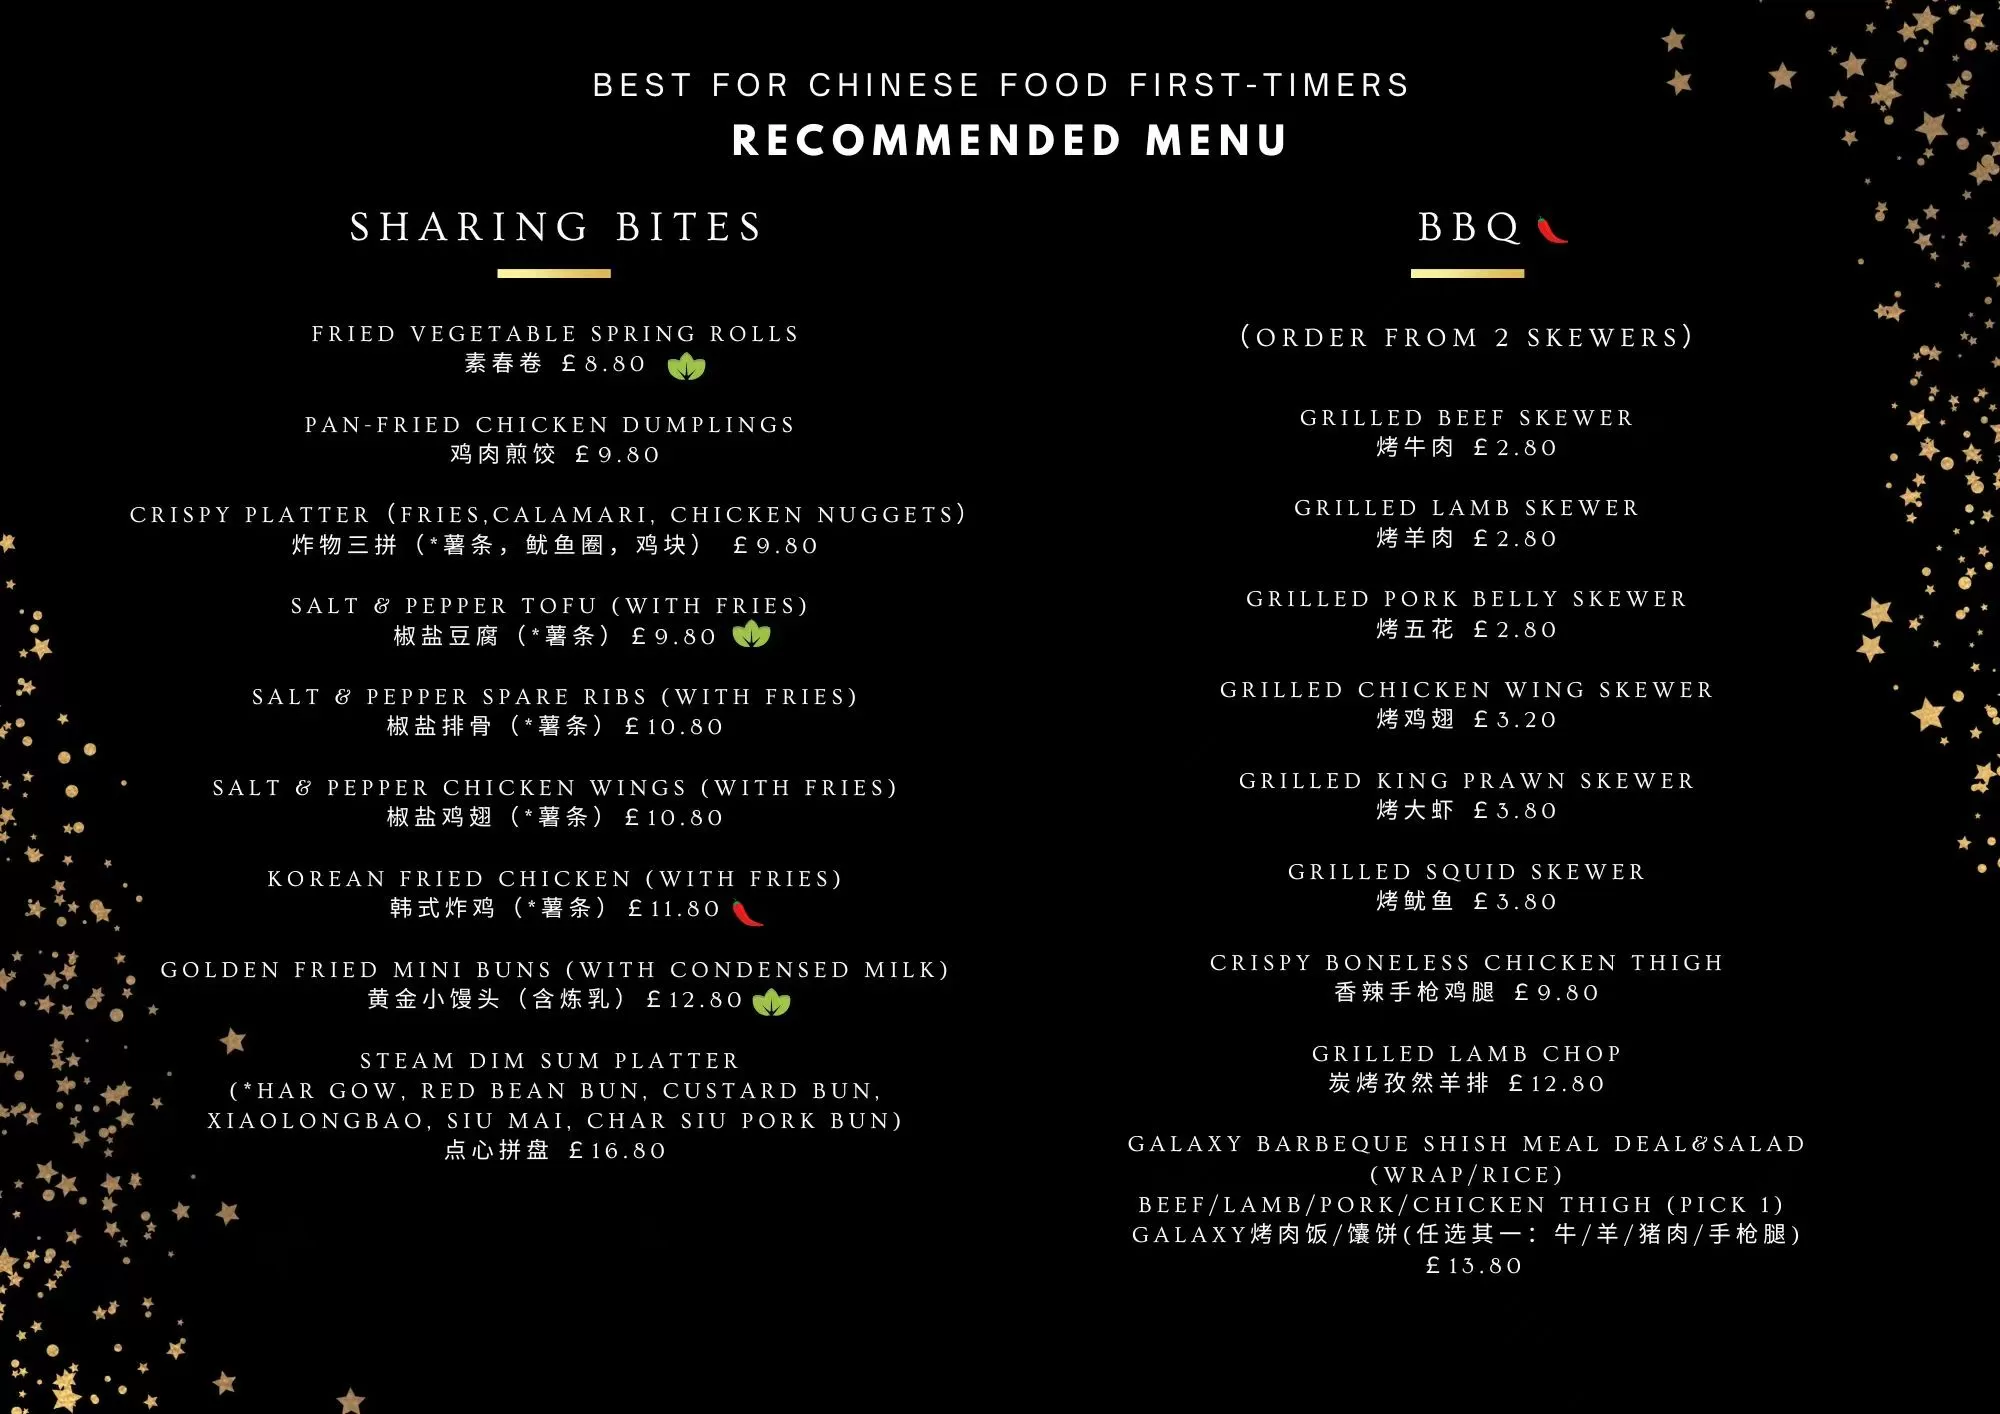 BEST FOR CHINESE FOOD FIRST-TIMERS
RECOMMENDED MENU
SHARING BITES
FRIED VEGETABLE SPRING ROLLS
素春卷 £8.80
PAN-FRIED CHICKEN DUMPLINGS
鸡肉煎饺 £9.80
CRISPY PLATTER (FRIES,CALAMARI, CHICKEN NUGGETS)
炸物三拼（*薯条，鱿鱼圈，鸡块） £9.80
SALT & PEPPER TOFU (WITH FRIES)
椒盐豆腐（*薯条）£9.80
SALT & PEPPER SPARE RIBS (WITH FRIES)
椒盐排骨（*薯条）£10.80
SALT & PEPPER CHICKEN WINGS (WITH FRIES)
椒盐鸡翅（*薯条）£10.80
KOREAN FRIED CHICKEN (WITH FRIES)
韩式炸鸡（*薯条）£11.80
GOLDEN FRIED MINI BUNS (WITH CONDENSED MILK)
黄金小馒头（含炼乳）£12.80
STEAM DIM SUM PLATTER
(*HAR GOW, RED BEAN BUN, CUSTARD BUN,
XIAOLONGBAO, SIU MAI, CHAR SIU PORK BUN)
点心拼盘 £16.80
BBQ
(ORDER FROM 2 SKEWERS)
GRILLED BEEF SKEWER
烤牛肉 £2.80
GRILLED LAMB SKEWER
烤羊肉 £2.80
GRILLED PORK BELLY SKEWER
烤五花 £2.80
GRILLED CHICKEN WING SKEWER
烤鸡翅 £3.20
GRILLED KING PRAWN SKEWER
烤大虾 £3.80
GRILLED SQUID SKEWER
烤鱿鱼 £3.80
CRISPY BONELESS CHICKEN THIGH
香辣手枪鸡腿 £9.80
GRILLED LAMB CHOP
炭烤孜然羊排 £12.80
GALAXY BARBEQUE SHISH MEAL DEAL&SALAD
(WRAP/RICE)
BEEF/LAMB/PORK/CHICKEN THIGH (PICK 1)
GALAXY烤肉饭/馕饼(任选其一：牛/羊/猪肉/手枪腿)
£13.80